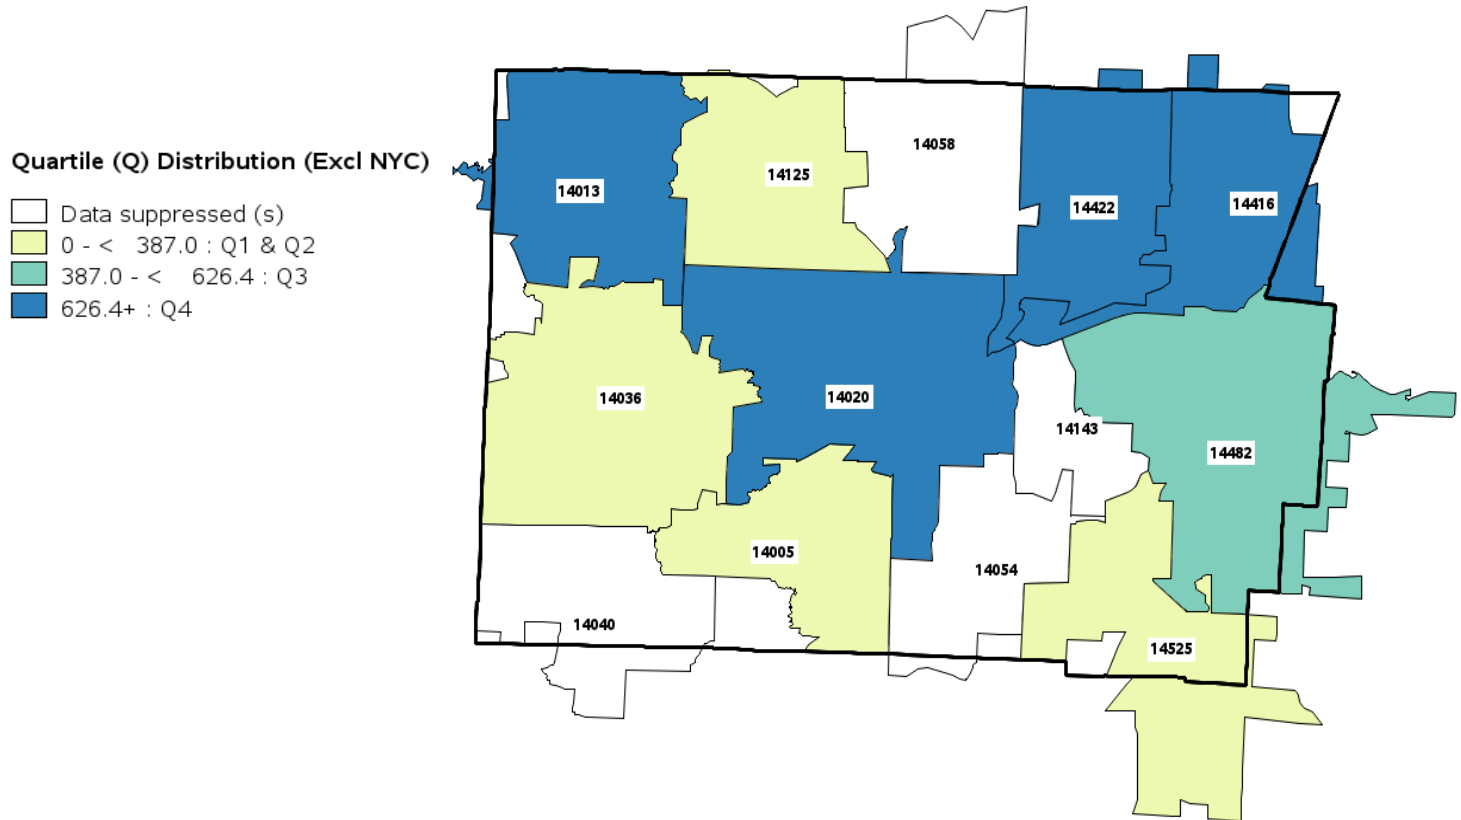 Quartile (Q) Distribution (Excl NYC)
Data suppressed (s)
0 - < 387.0 : Q1 & Q2
387.0 - < 626.4 : Q3
626.4+ : Q4
14058
14125
14013
14416
14422
14036
14020
14143
14482
14005
14054
14040
14525